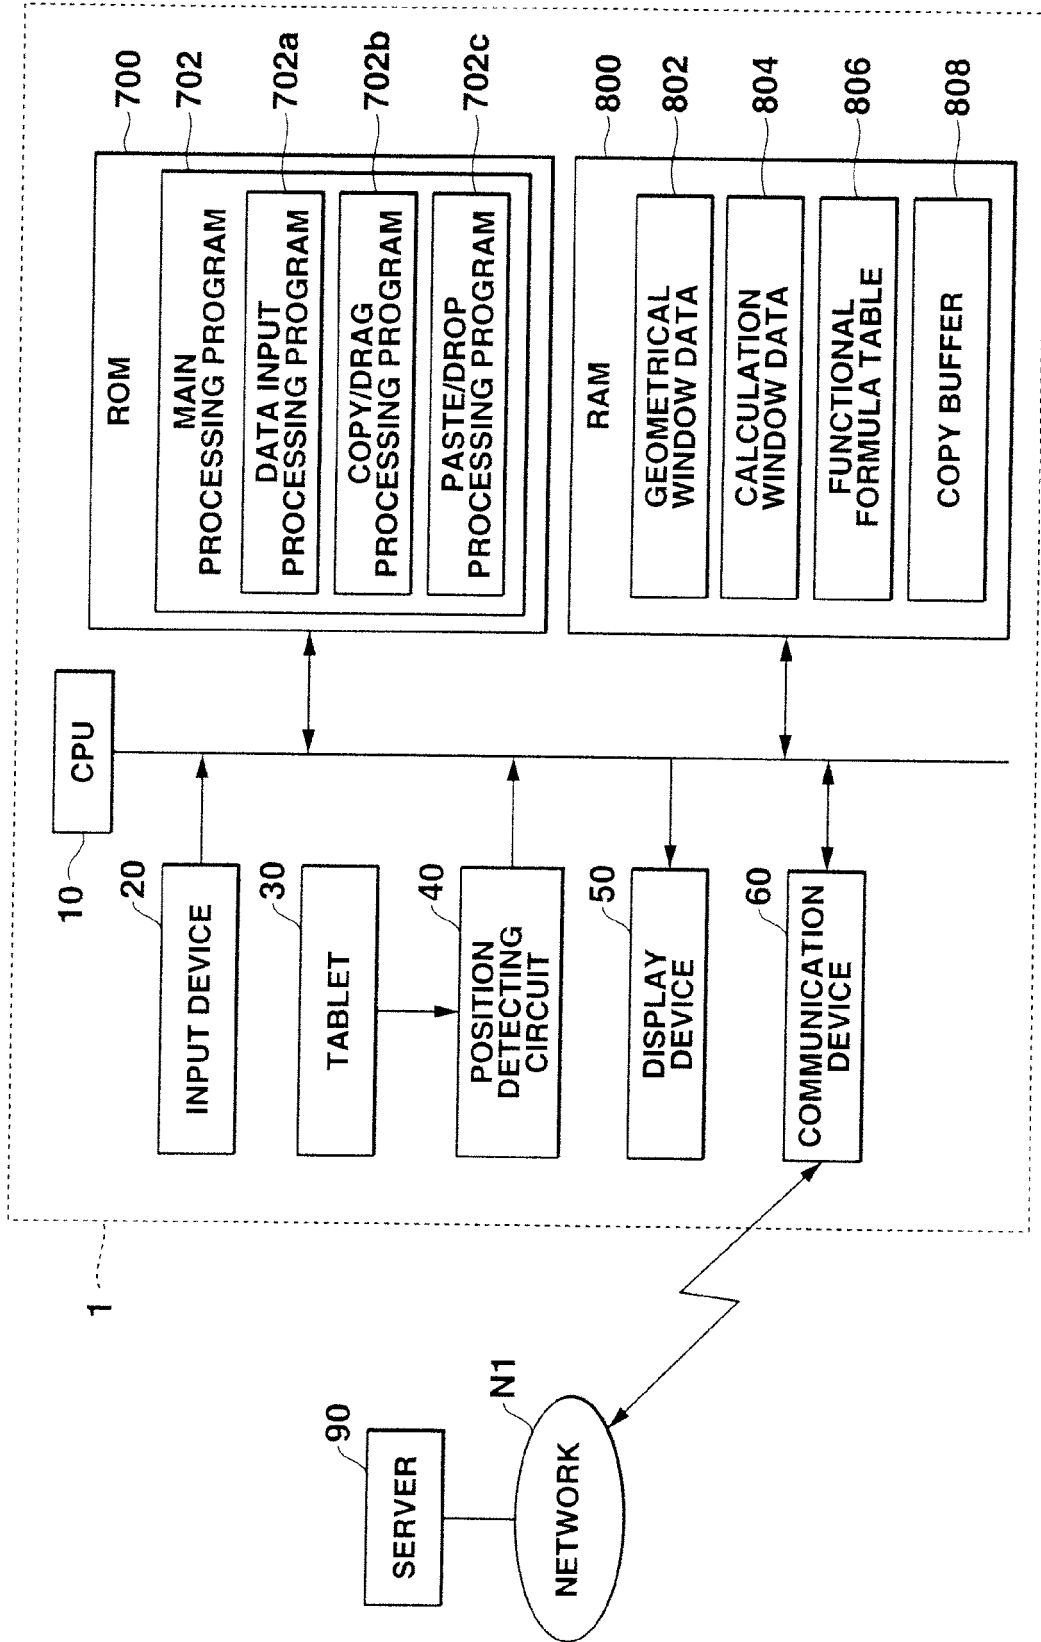 1
10
CPU
20
INPUT DEVICE
30
TABLET
40
POSITION
DETECTING
CIRCUIT
50
DISPLAY
DEVICE
60
COMMUNICATION
DEVICE
90
SERVER
N1
NETWORK
700
ROM
702
MAIN
PROCESSING PROGRAM
702a
DATA INPUT
PROCESSING PROGRAM
702b
COPY/DRAG
PROCESSING PROGRAM
702c
PASTE/DROP
PROCESSING PROGRAM
800
RAM
802
GEOMETRICAL
WINDOW DATA
804
CALCULATION
WINDOW DATA
806
FUNCTIONAL
FORMULA TABLE
808
COPY BUFFER